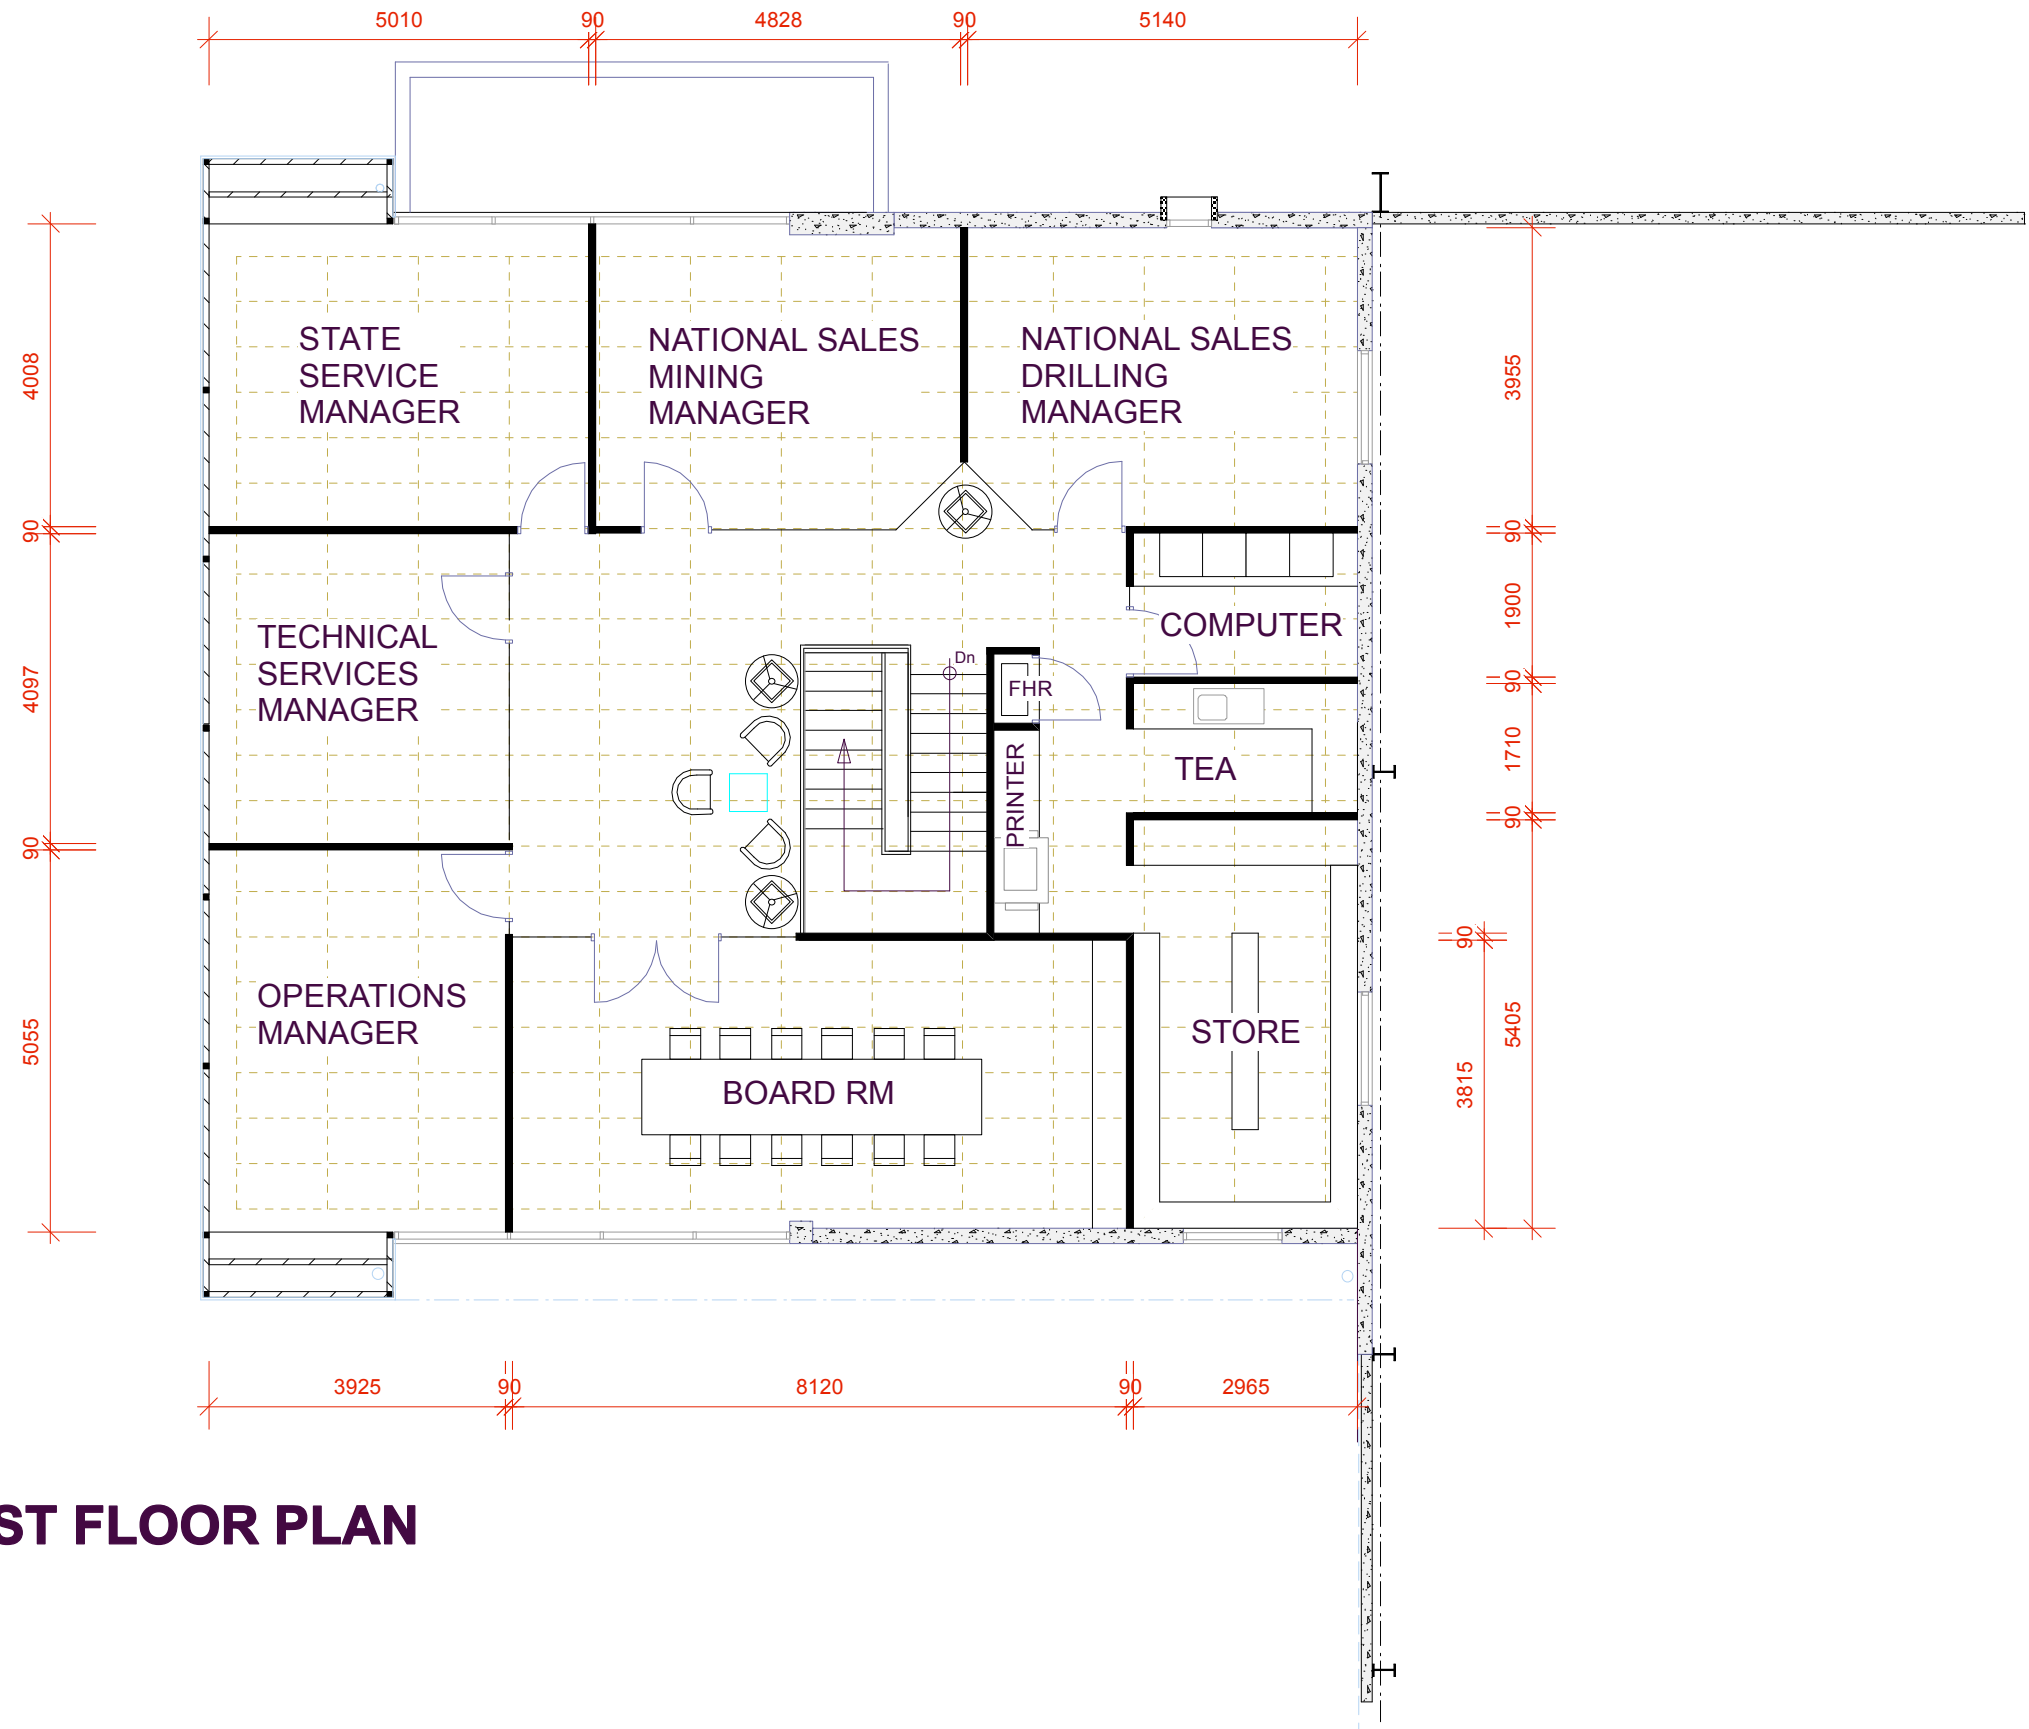 5010 90 4828 90 5140
STATE
SERVICE
MANAGER
NATIONAL SALES
MINING
MANAGER
NATIONAL SALES
DRILLING
MANAGER
4008
90
4097
90
5055
3955
90
1900
90
1710
90
5405
90
3815
TECHNICAL
SERVICES
MANAGER
COMPUTER
Dn
FHR
PRINTER
TEA
OPERATIONS
MANAGER
BOARD RM
STORE
3925 90 8120 90 2965
ST FLOOR PLAN